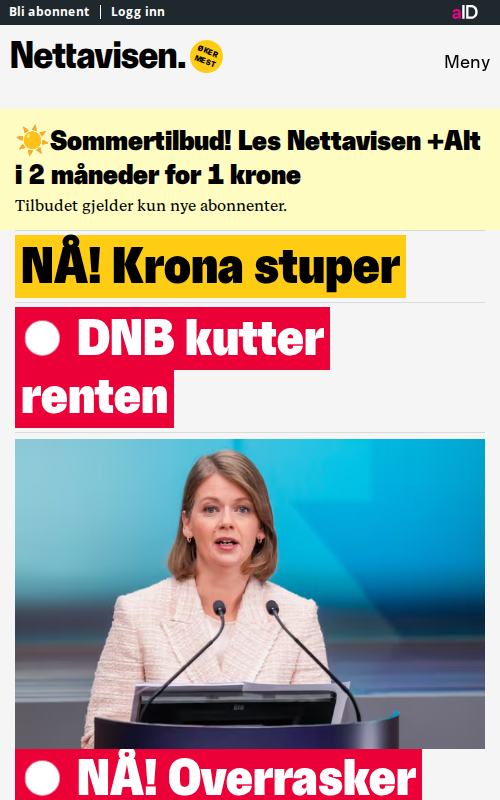 Bli abonnent | Logg inn
aID
Nettavisen.
ØKER
MEST
Meny
☀️Sommertilbud! Les Nettavisen +Alt
i 2 måneder for 1 krone
Tilbudet gjelder kun nye abonnenter.
NÅ! Krona stuper
DNB kutter
renten
NÅ! Overrasker